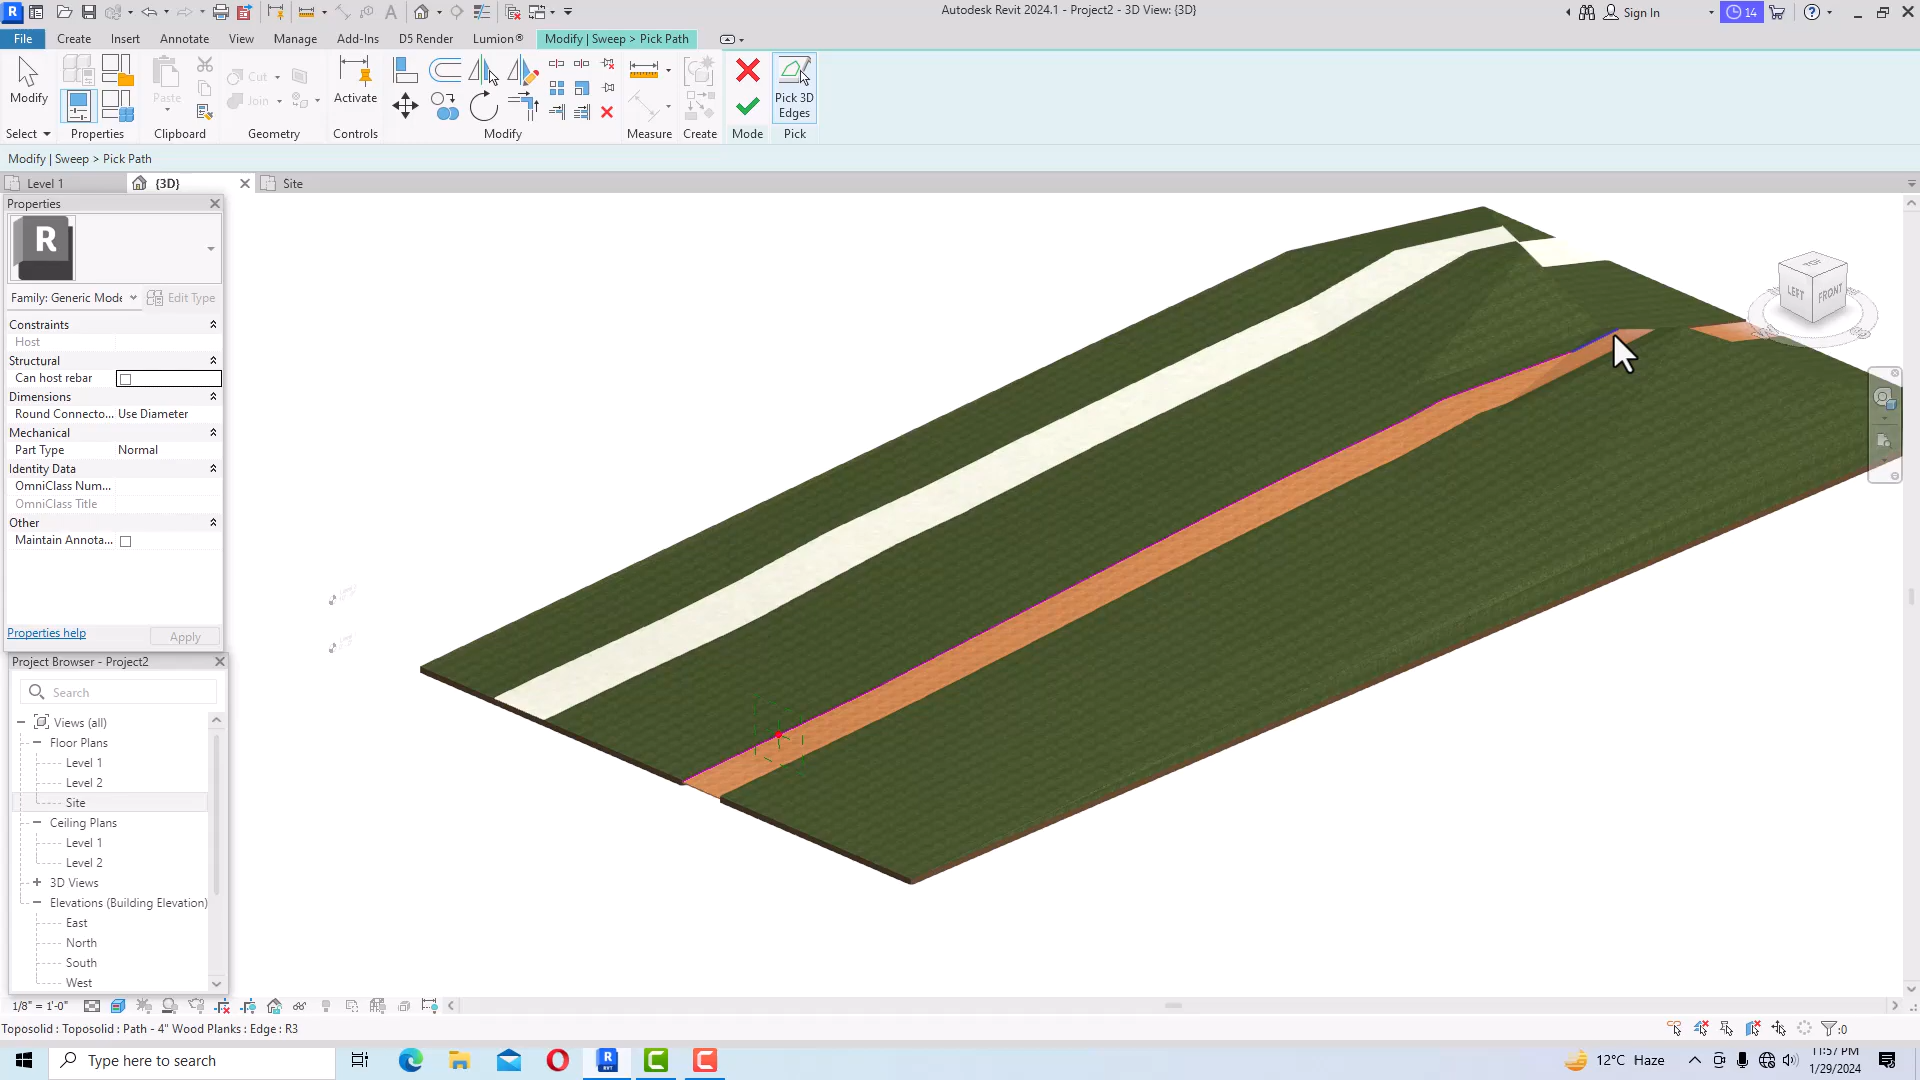 Autodesk Revit 2024.1 - Project2 - 3D View: {3D}
14
Sign In
File
Create
Insert
Annotate
View
Manage
Add-Ins
D5 Render
Lumion®
Modify | Sweep > Pick Path
Modify
Paste
Cut
Join
Activate
Pick 3D
Edges
Select
Properties
Clipboard
Geometry
Controls
Modify
Measure
Create
Mode
Pick
Modify | Sweep > Pick Path
Level 1
{3D}
Site
Properties
R
Family: Generic Mode
Edit Type
Constraints
Host
Structural
Can host rebar
Dimensions
Round Connecto... Use Diameter
Mechanical
Part Type Normal
Identity Data
OmniClass Num...
OmniClass Title
Other
Maintain Annota...
Properties help
Apply
Project Browser - Project2
Search
Views (all)
Floor Plans
Level 1
Level 2
Site
Ceiling Plans
Level 1
Level 2
3D Views
Elevations (Building Elevation)
East
North
South
West
TOP
LEFT
FRONT
1/8" = 1'-0"
Toposolid : Toposolid : Path - 4" Wood Planks : Edge : R3
:0
Type here to search
12°C Haze
11:57 PM
1/29/2024